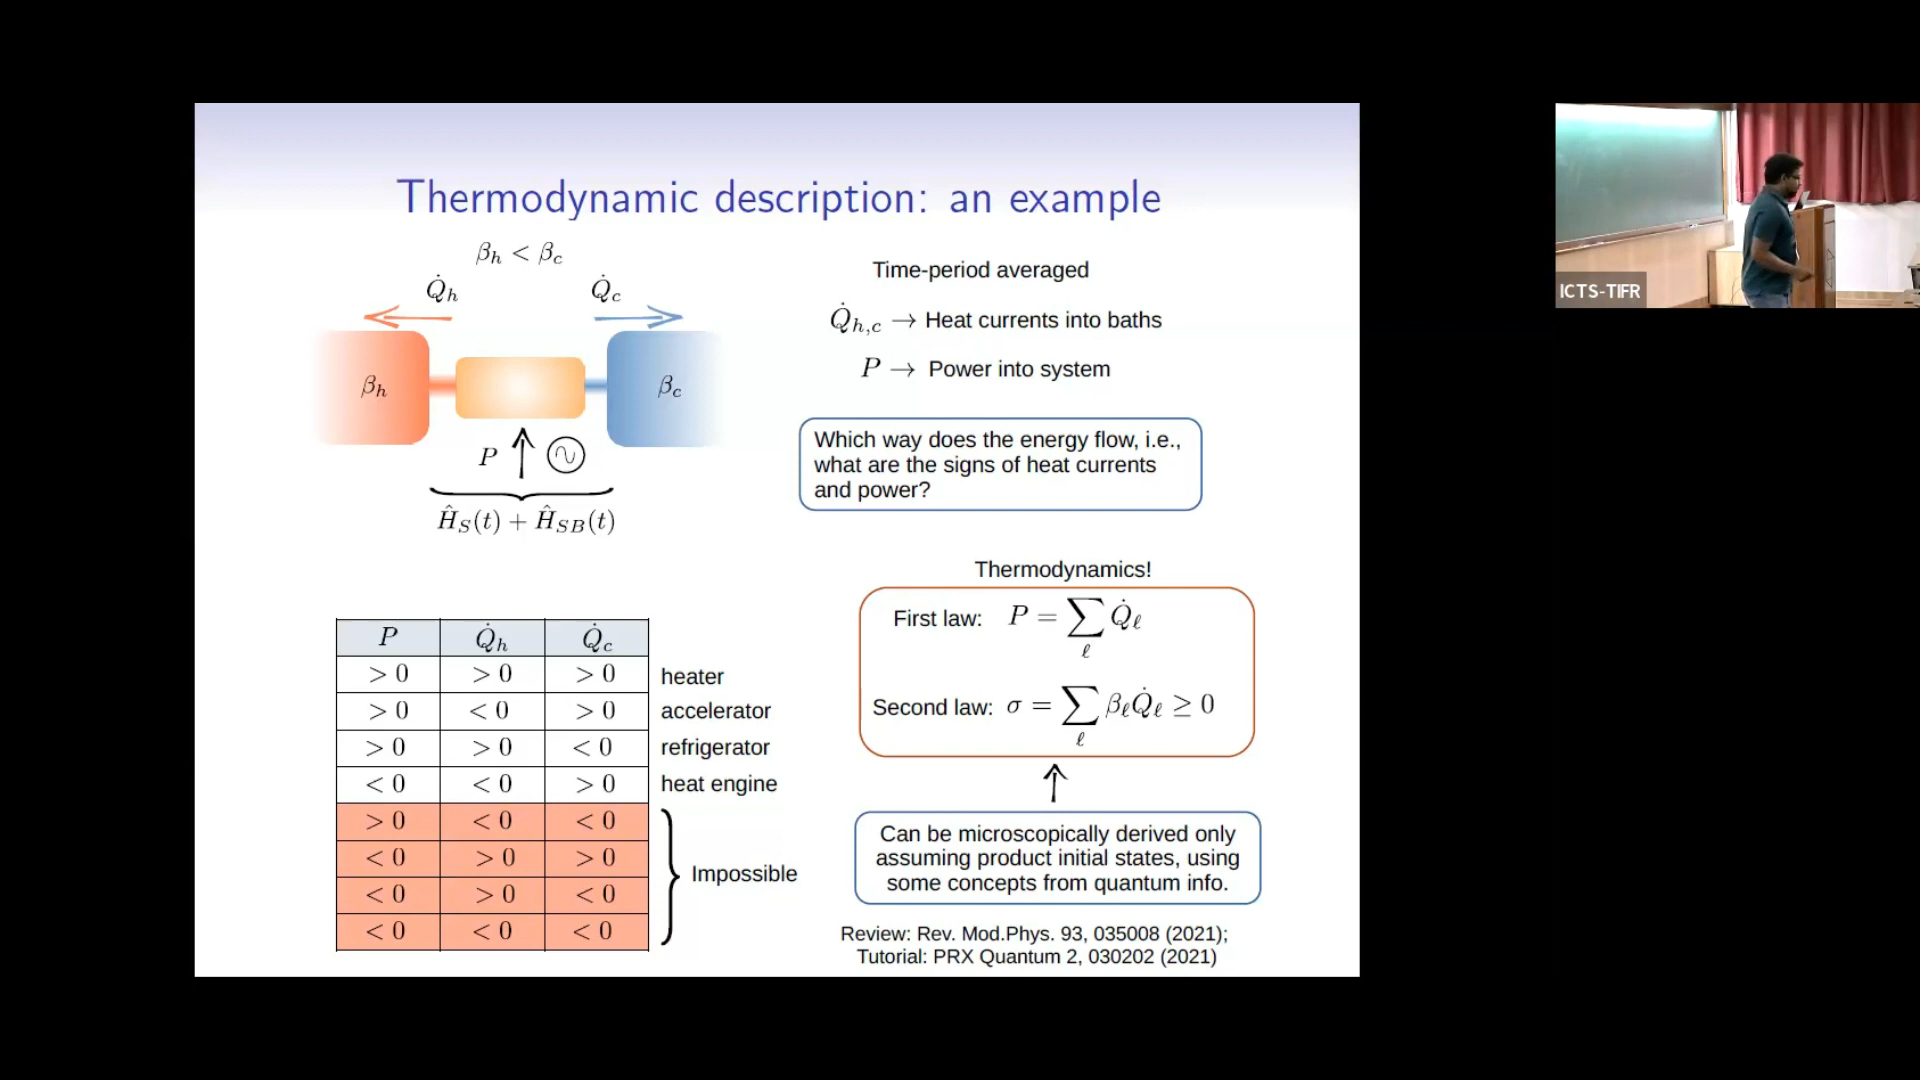 Thermodynamic description: an example
β_h < β_c
Q̇_h Q̇_c
β_h β_c
P
Ĥ_S(t) + Ĥ_SB(t)
Time-period averaged
Q̇_{h,c} → Heat currents into baths
P → Power into system
Which way does the energy flow, i.e.,
what are the signs of heat currents
and power?
P Q̇_h Q̇_c
> 0 > 0 > 0 heater
> 0 < 0 > 0 accelerator
> 0 > 0 < 0 refrigerator
< 0 < 0 > 0 heat engine
> 0 < 0 < 0
< 0 > 0 > 0
Impossible
< 0 > 0 < 0
< 0 < 0 < 0
Thermodynamics!
First law: P = ∑_ℓ Q̇_ℓ
Second law: σ = ∑_ℓ β_ℓ Q̇_ℓ ≥ 0
Can be microscopically derived only
assuming product initial states, using
some concepts from quantum info.
Review: Rev. Mod.Phys. 93, 035008 (2021);
Tutorial: PRX Quantum 2, 030202 (2021)
ICTS-TIFR